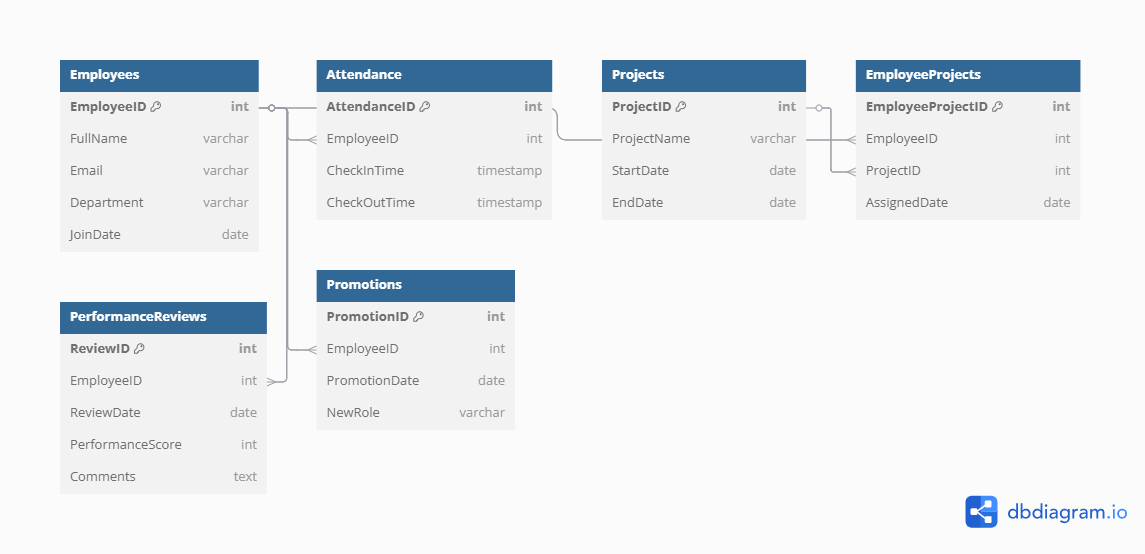 Employees
EmployeeID int
FullName varchar
Email varchar
Department varchar
JoinDate date
Attendance
AttendanceID int
EmployeeID int
CheckInTime timestamp
CheckOutTime timestamp
Projects
ProjectID int
ProjectName varchar
StartDate date
EndDate date
EmployeeProjects
EmployeeProjectID int
EmployeeID int
ProjectID int
AssignedDate date
PerformanceReviews
ReviewID int
EmployeeID int
ReviewDate date
PerformanceScore int
Comments text
Promotions
PromotionID int
EmployeeID int
PromotionDate date
NewRole varchar
dbdiagram.io